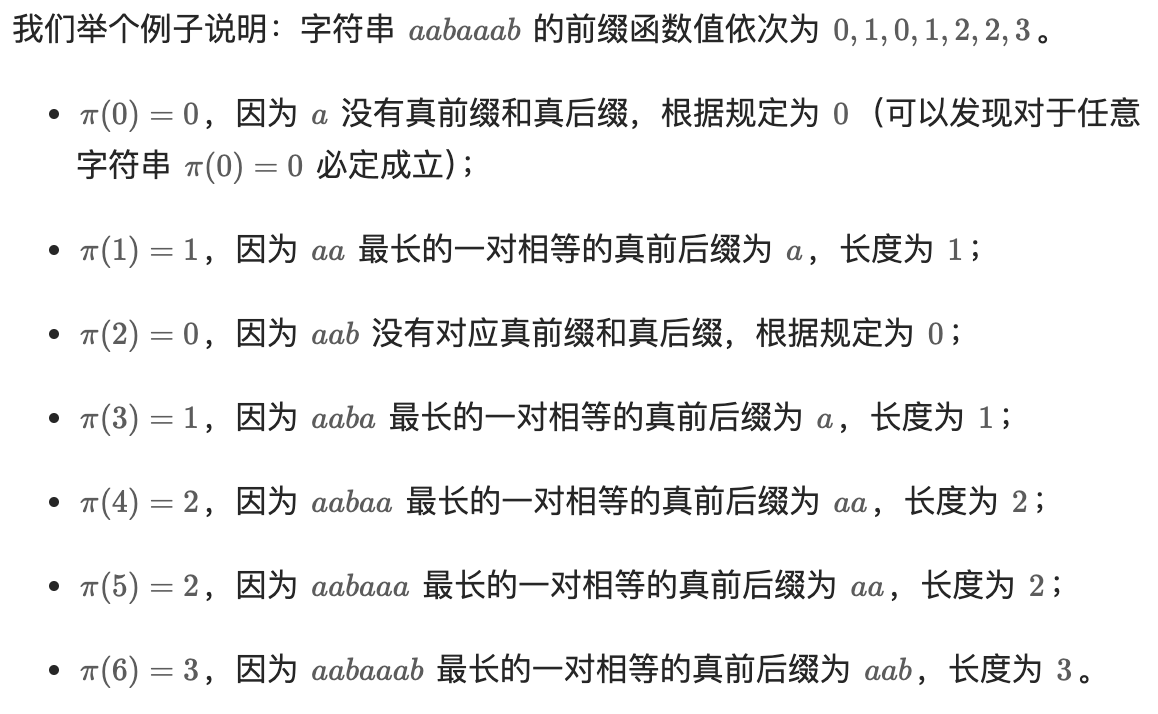 我们举个例子说明：字符串 aabaaab 的前缀函数值依次为 0, 1, 0, 1, 2, 2, 3。
• π(0) = 0，因为 a 没有真前缀和真后缀，根据规定为 0（可以发现对于任意
字符串 π(0) = 0 必定成立）；
• π(1) = 1，因为 aa 最长的一对相等的真前后缀为 a，长度为 1；
• π(2) = 0，因为 aab 没有对应真前缀和真后缀，根据规定为 0；
• π(3) = 1，因为 aaba 最长的一对相等的真前后缀为 a，长度为 1；
• π(4) = 2，因为 aabaa 最长的一对相等的真前后缀为 aa，长度为 2；
• π(5) = 2，因为 aabaaa 最长的一对相等的真前后缀为 aa，长度为 2；
• π(6) = 3，因为 aabaaab 最长的一对相等的真前后缀为 aab，长度为 3。